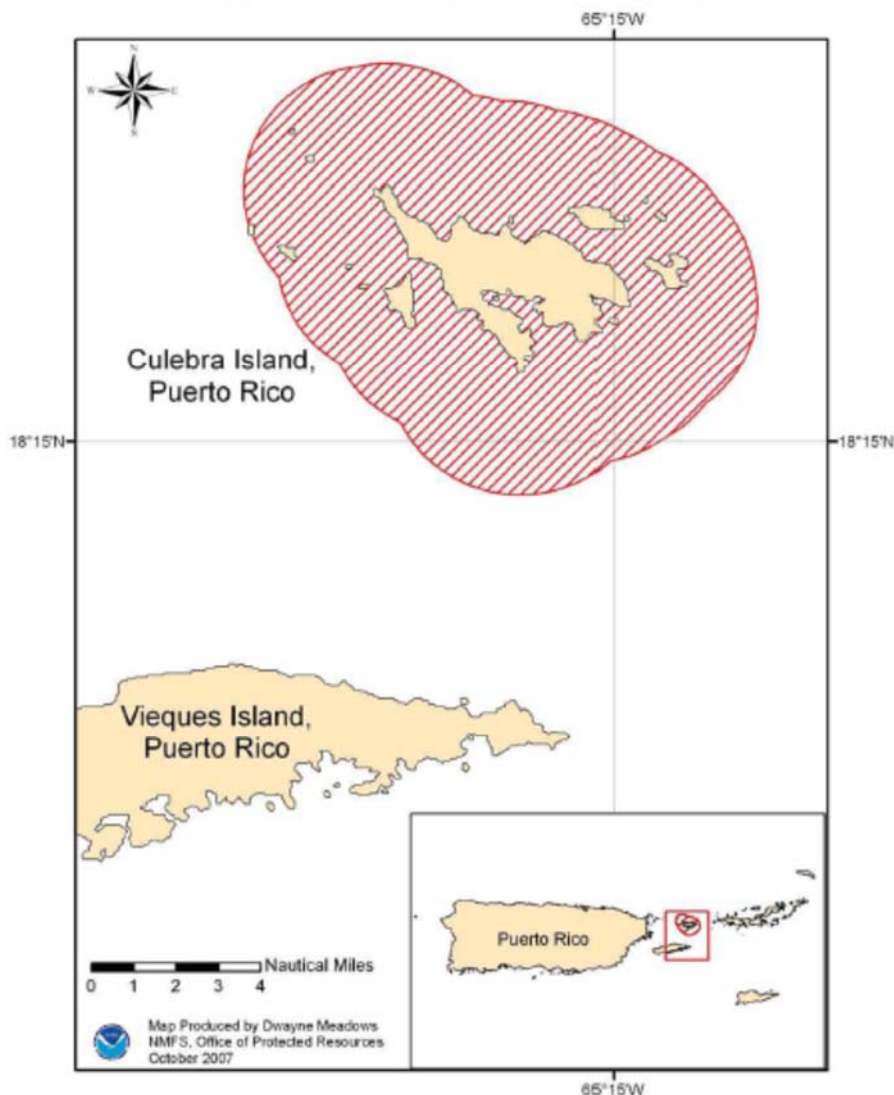 65°15'W
N
W E
S
Culebra Island,
Puerto Rico
18°15'N 18°15'N
Vieques Island,
Puerto Rico
Puerto Rico
Nautical Miles
0 1 2 3 4
Map Produced by Dwayne Meadows
NMFS, Office of Protected Resources
October 2007
65°15'W